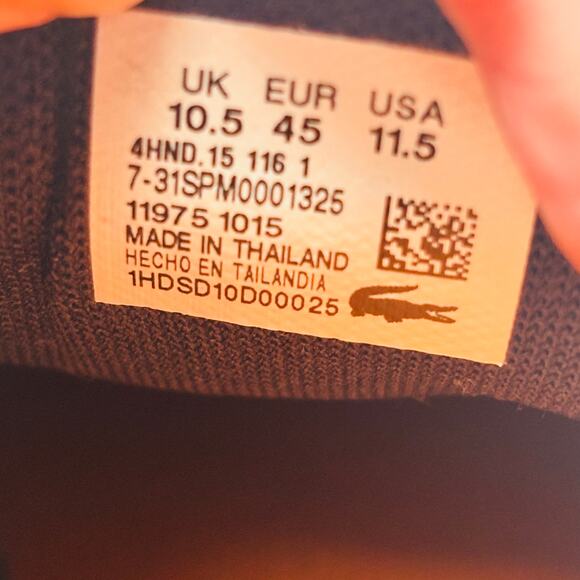 UK EUR USA
10.5 45 11.5
4HND.15 116 1
7-31SPM0001325
11975 1015
MADE IN THAILAND
HECHO EN TAILANDIA
1HDSD10D00025